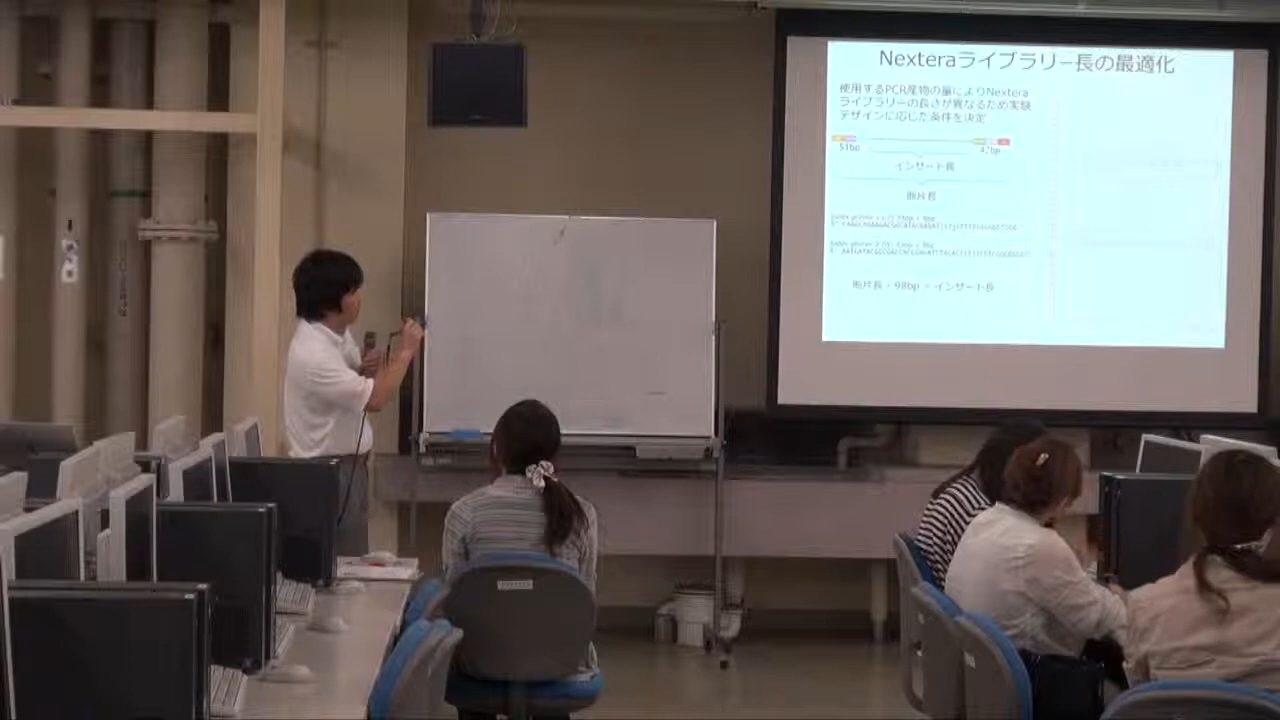 Nexteraライブラリー長の最適化
使用するPCR産物の量によりNextera
ライブラリーの長さが異なるため実験
デザインに応じた条件を決定
51bp
47bp
インサート長
断片長
断片長 - 98bp = インサート長